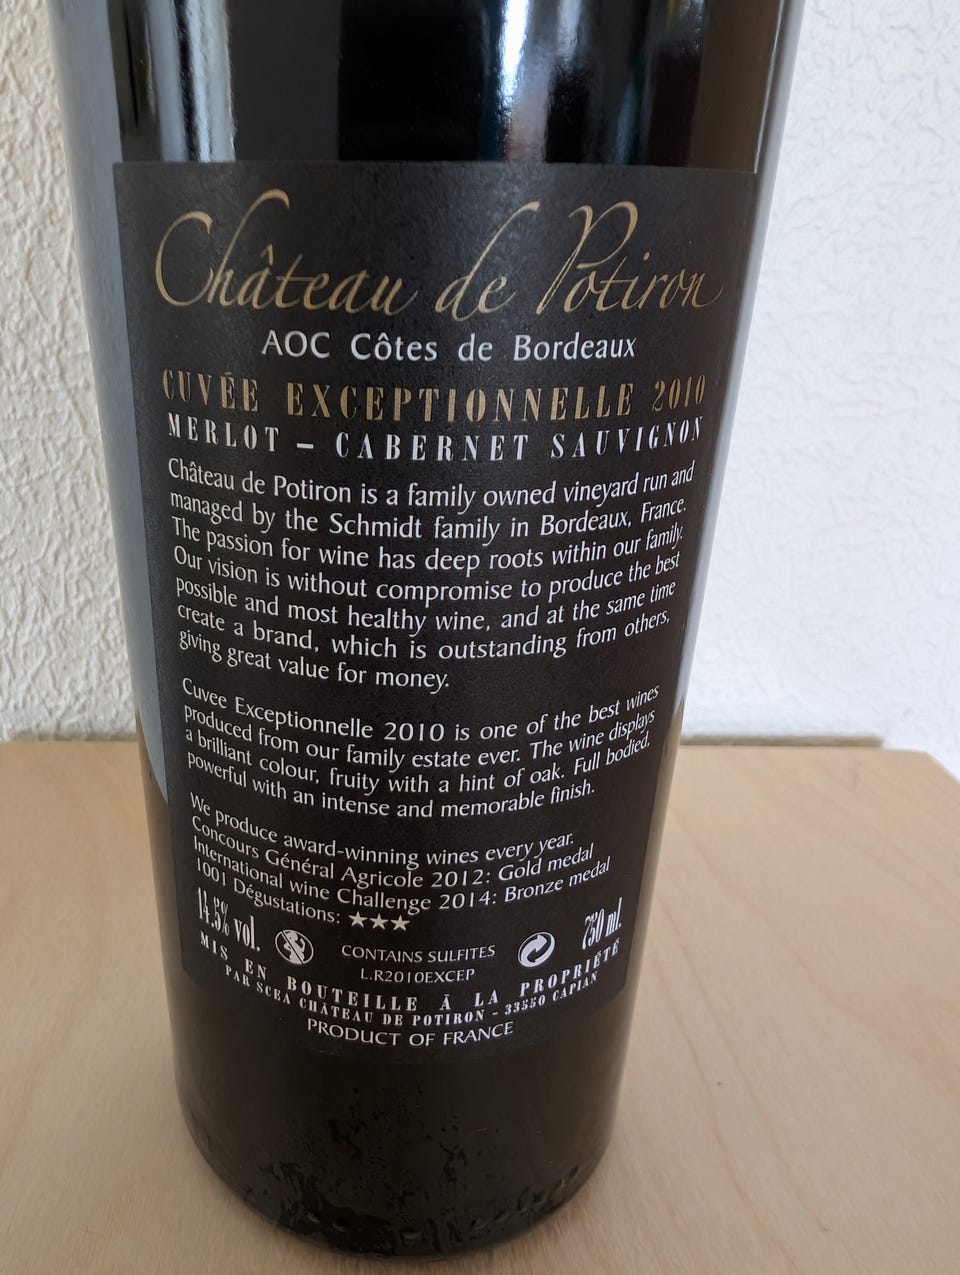 Château de Potiron
AOC Côtes de Bordeaux
CUVÉE EXCEPTIONNELLE 2010
MERLOT – CABERNET SAUVIGNON
Château de Potiron is a family owned vineyard run and
managed by the Schmidt family in Bordeaux, France.
The passion for wine has deep roots within our family.
Our vision is without compromise to produce the best
possible and most healthy wine, and at the same time
create a brand, which is outstanding from others,
giving great value for money.
Cuvee Exceptionnelle 2010 is one of the best wines
produced from our family estate ever. The wine displays
a brilliant colour, fruity with a hint of oak. Full bodied,
powerful with an intense and memorable finish.
We produce award-winning wines every year.
Concours Général Agricole 2012: Gold medal
International wine Challenge 2014: Bronze medal
1001 Dégustations: ★★★
14.5% vol.
CONTAINS SULFITES
750 ml.
L.R2010EXCEP
MIS EN BOUTEILLE À LA PROPRIÉTÉ
PAR SCEA CHÂTEAU DE POTIRON - 33550 CAPIAN
PRODUCT OF FRANCE